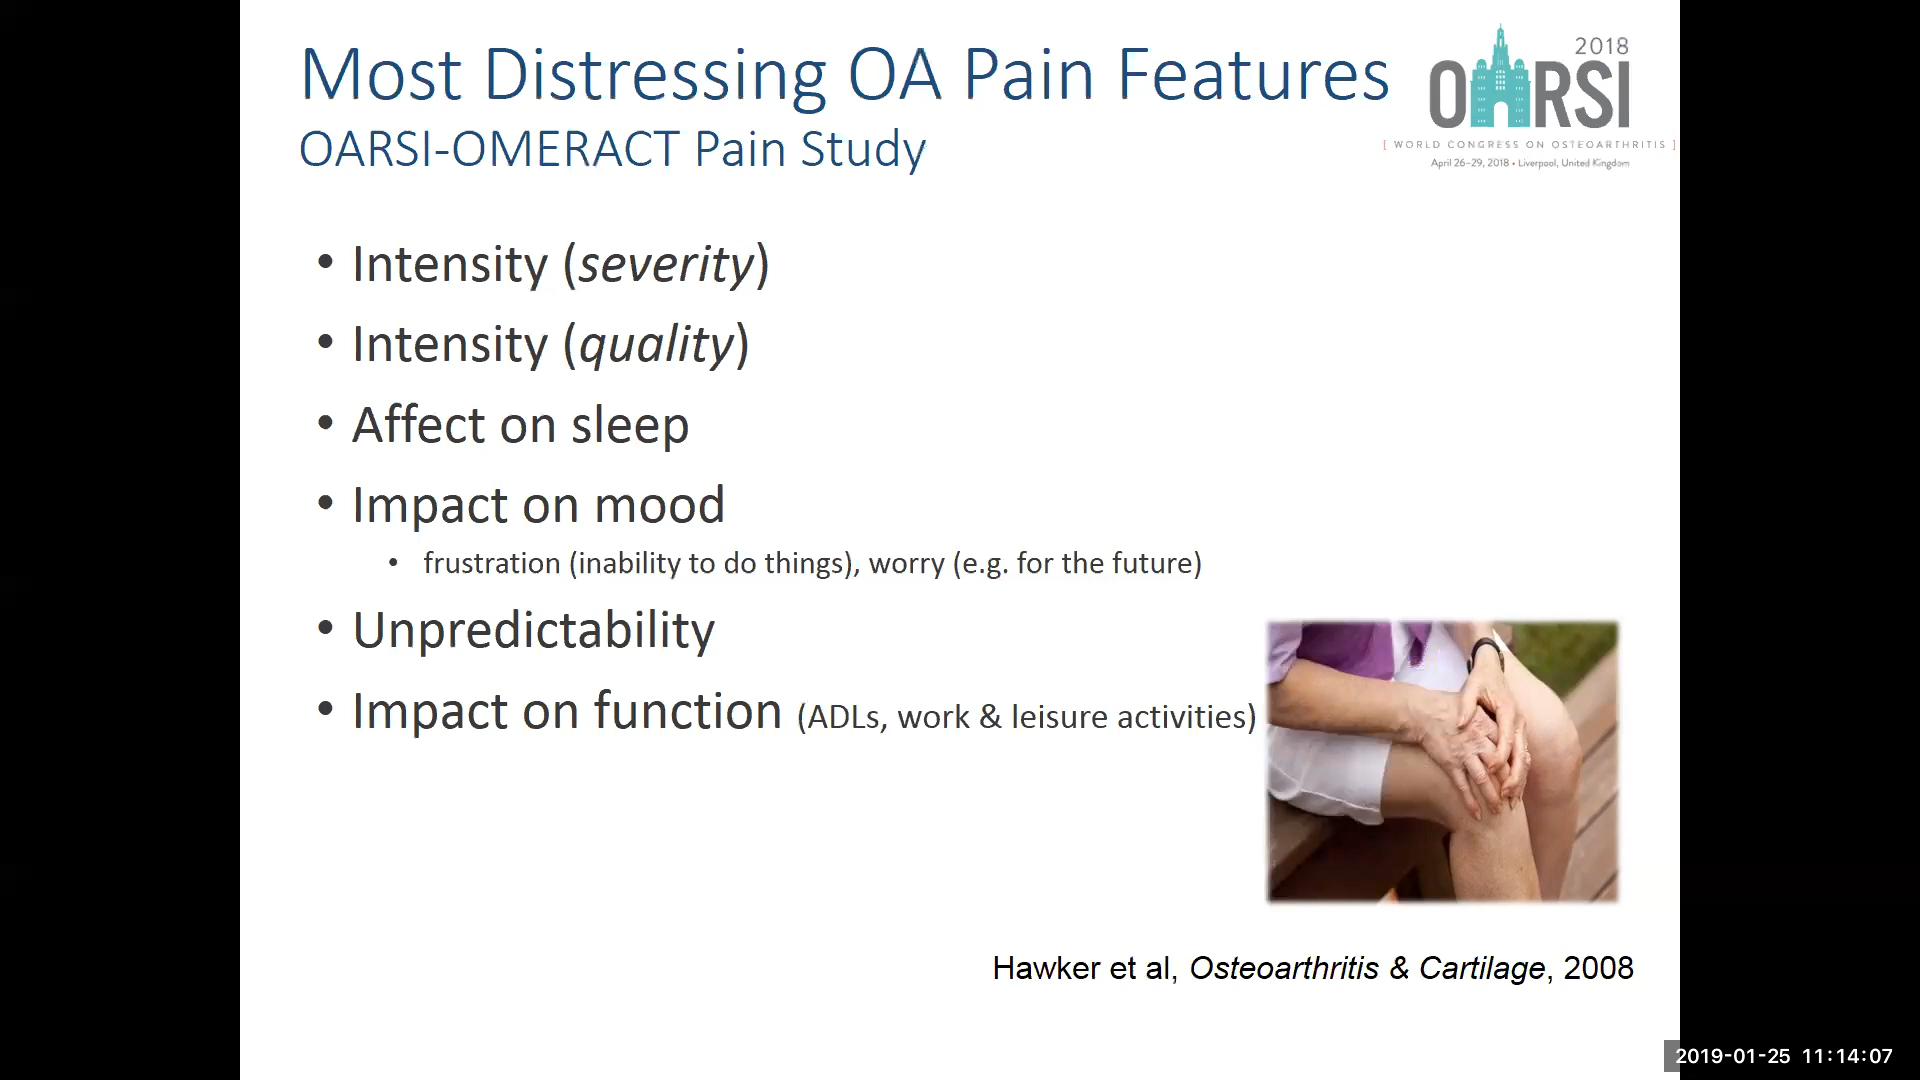 Most Distressing OA Pain Features
OARSI-OMERACT Pain Study
2018
OARSI
[ WORLD CONGRESS ON OSTEOARTHRITIS ]
April 26–29, 2018 • Liverpool, United Kingdom
• Intensity (severity)
• Intensity (quality)
• Affect on sleep
• Impact on mood
• frustration (inability to do things), worry (e.g. for the future)
• Unpredictability
• Impact on function (ADLs, work & leisure activities)
Hawker et al, Osteoarthritis & Cartilage, 2008
2019-01-25 11:14:07